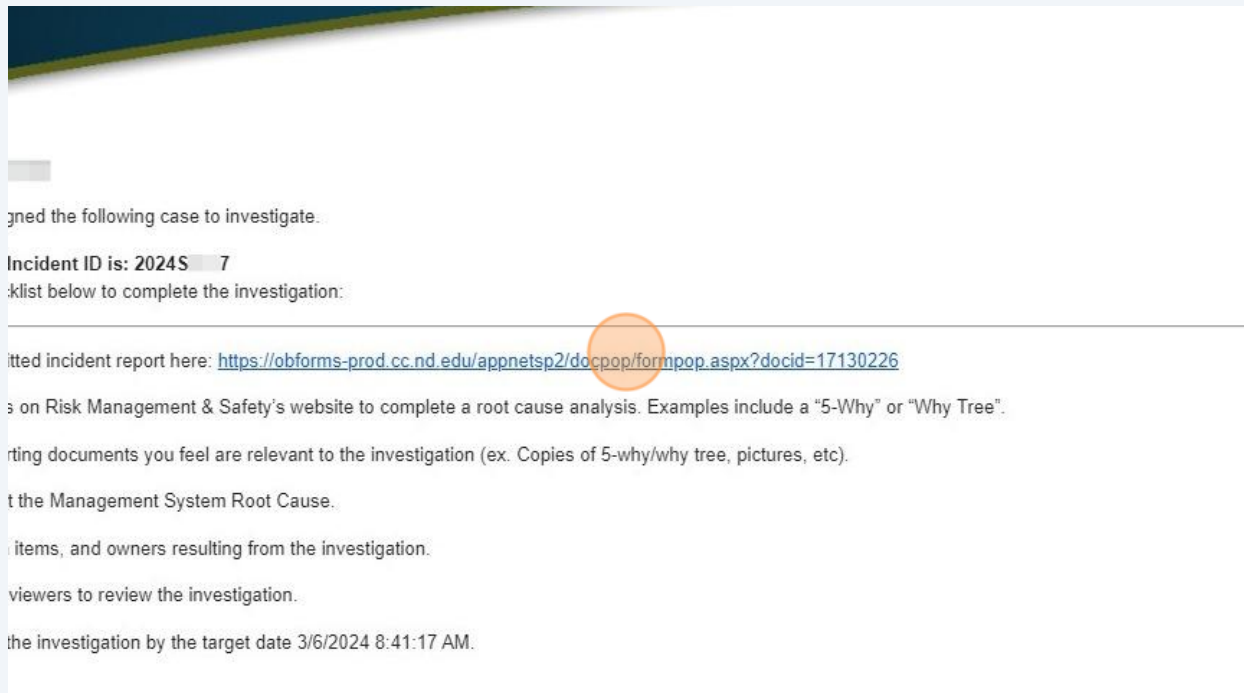 gned the following case to investigate.
Incident ID is: 2024S 7
klist below to complete the investigation:
itted incident report here: https://obforms-prod.cc.nd.edu/appnetsp2/docpop/formpop.aspx?docid=17130226
s on Risk Management & Safety's website to complete a root cause analysis. Examples include a “5-Why” or “Why Tree”.
rting documents you feel are relevant to the investigation (ex. Copies of 5-why/why tree, pictures, etc).
t the Management System Root Cause.
items, and owners resulting from the investigation.
viewers to review the investigation.
the investigation by the target date 3/6/2024 8:41:17 AM.